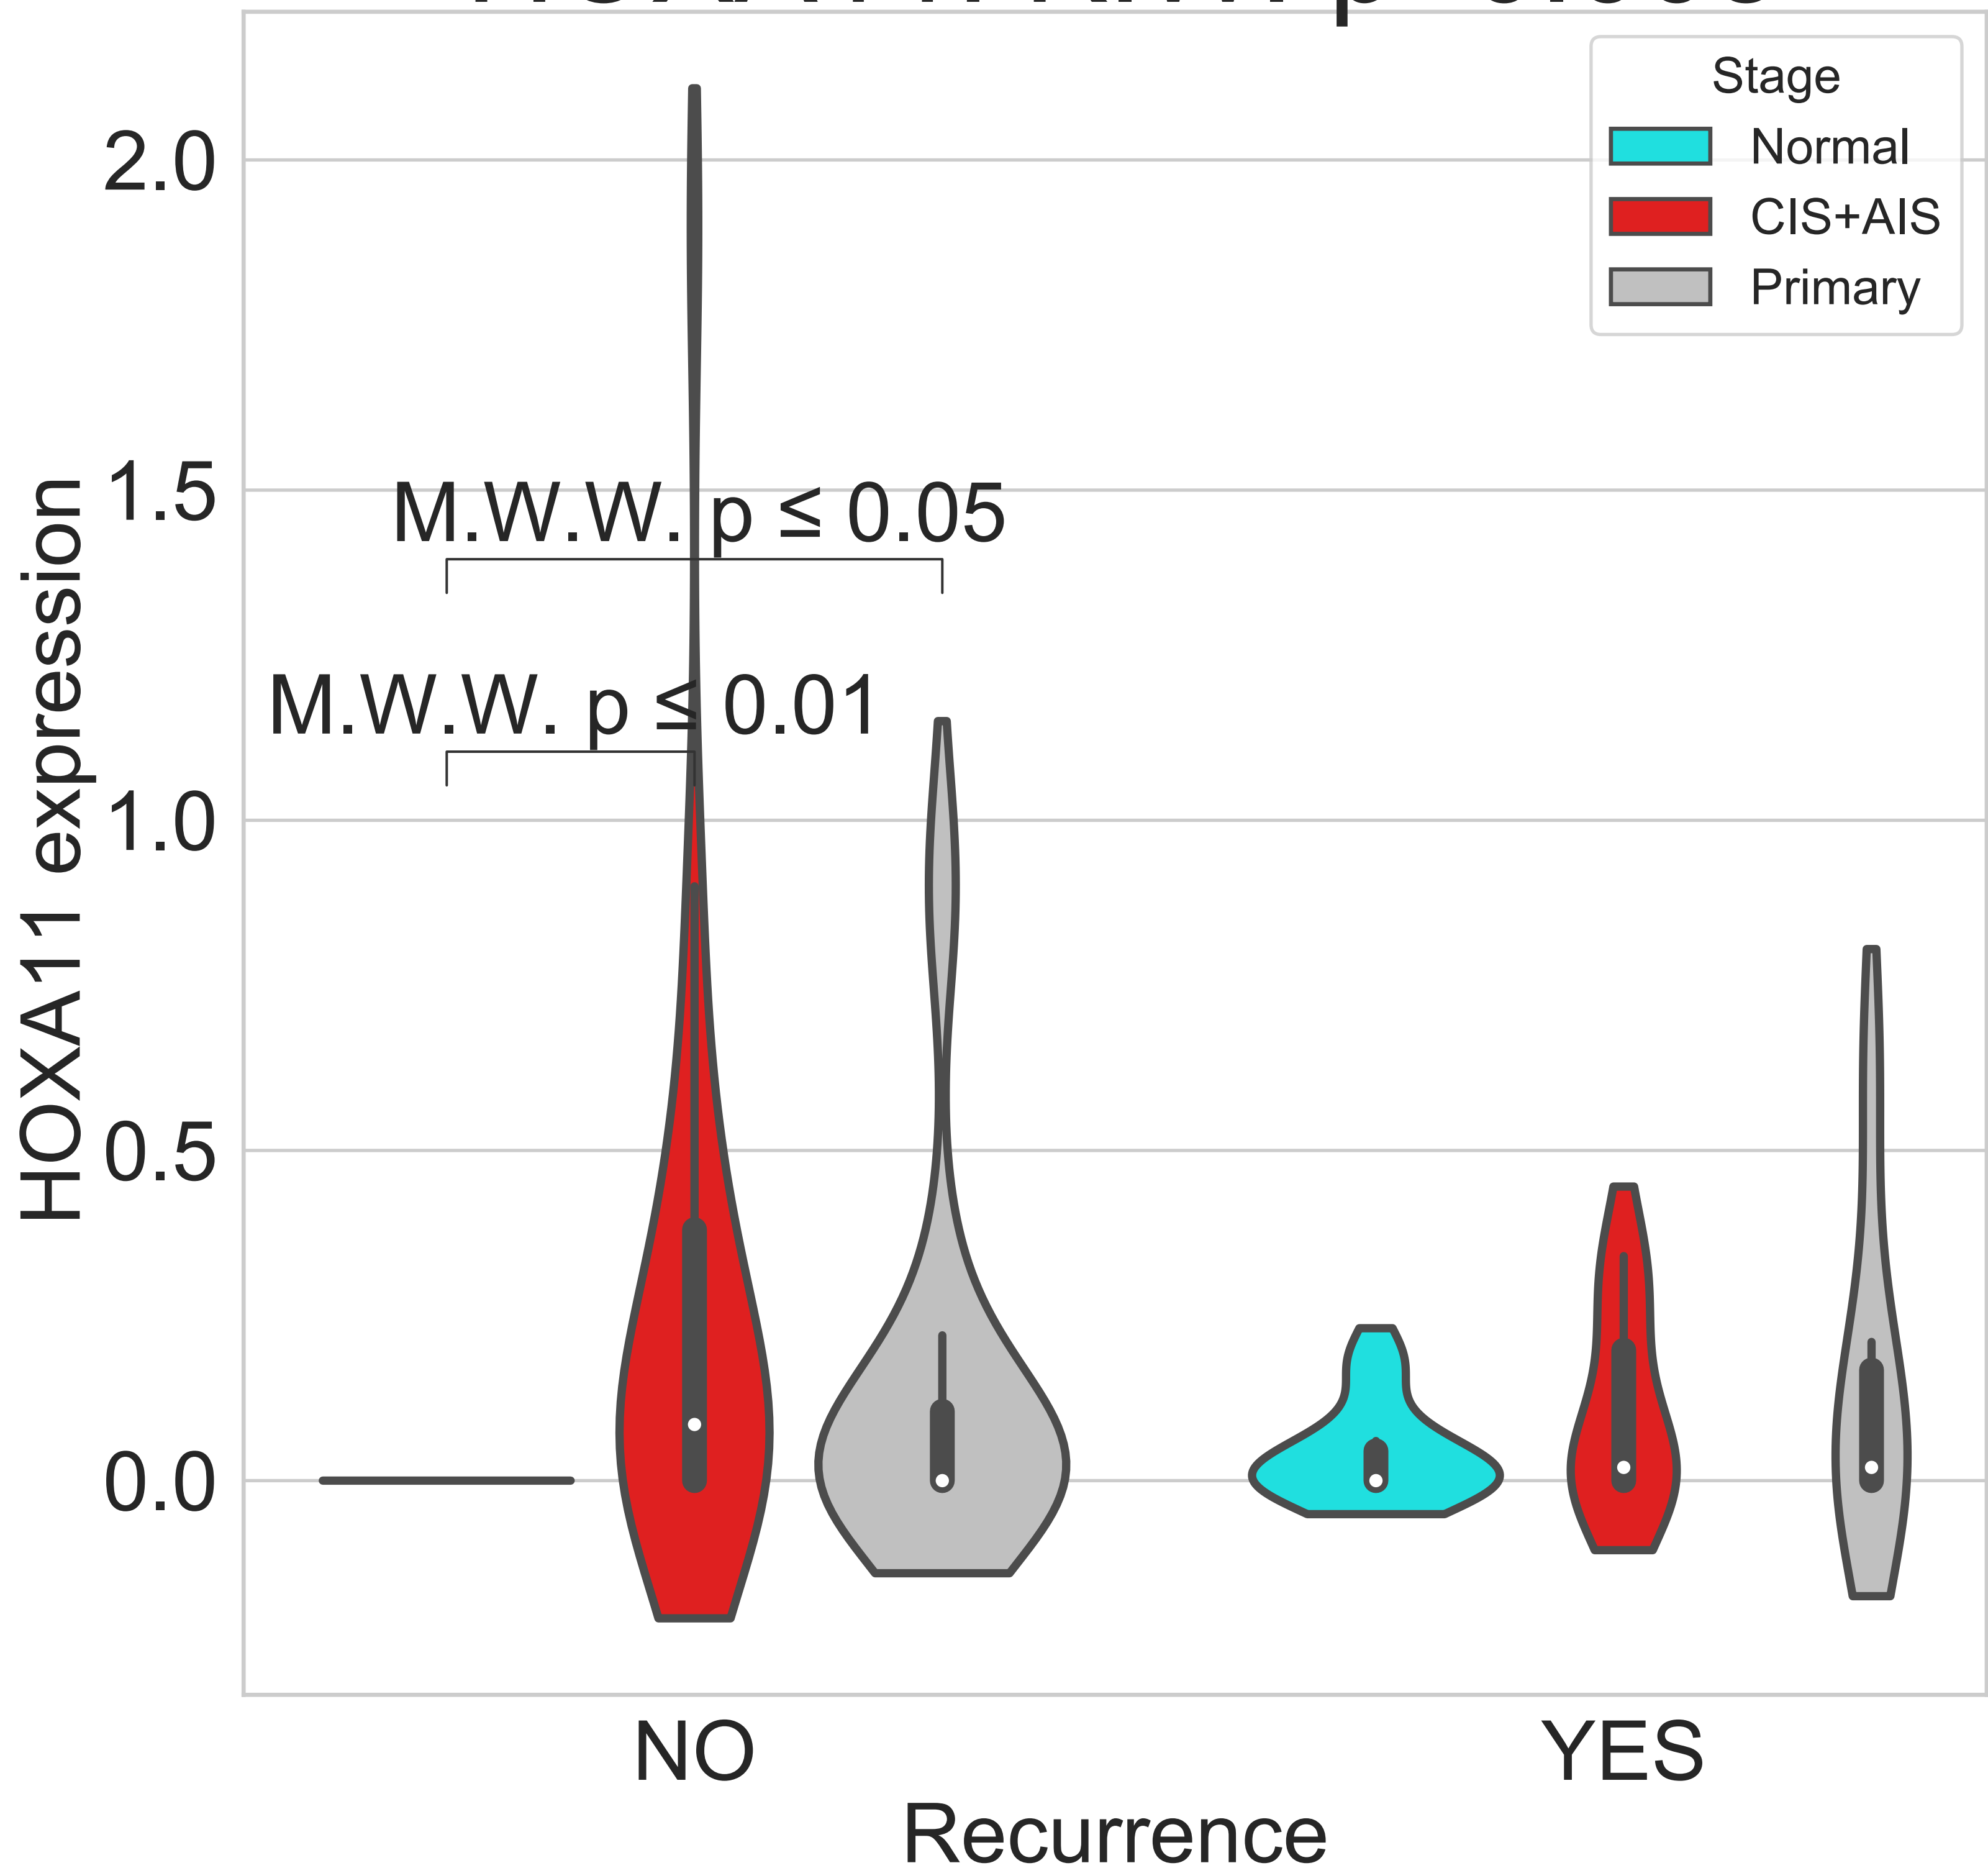 Stage
Normal
CIS+AIS
Primary
2.0
1.5
1.0
0.5
0.0
HOXA11 expression
M.W.W. p ≤ 0.05
M.W.W. p ≤ 0.01
NO
YES
Recurrence